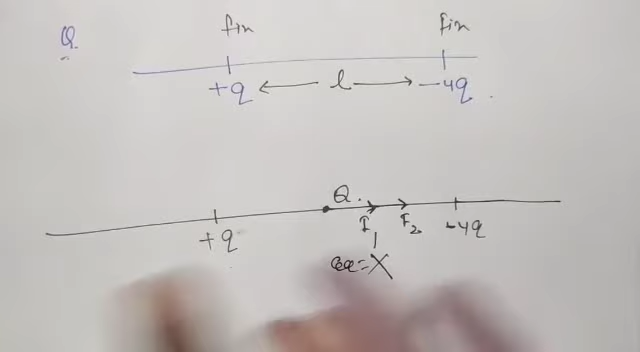 Q.
fix fix
+q ← l → -4q.
Q.
+q F1 F2 -4q